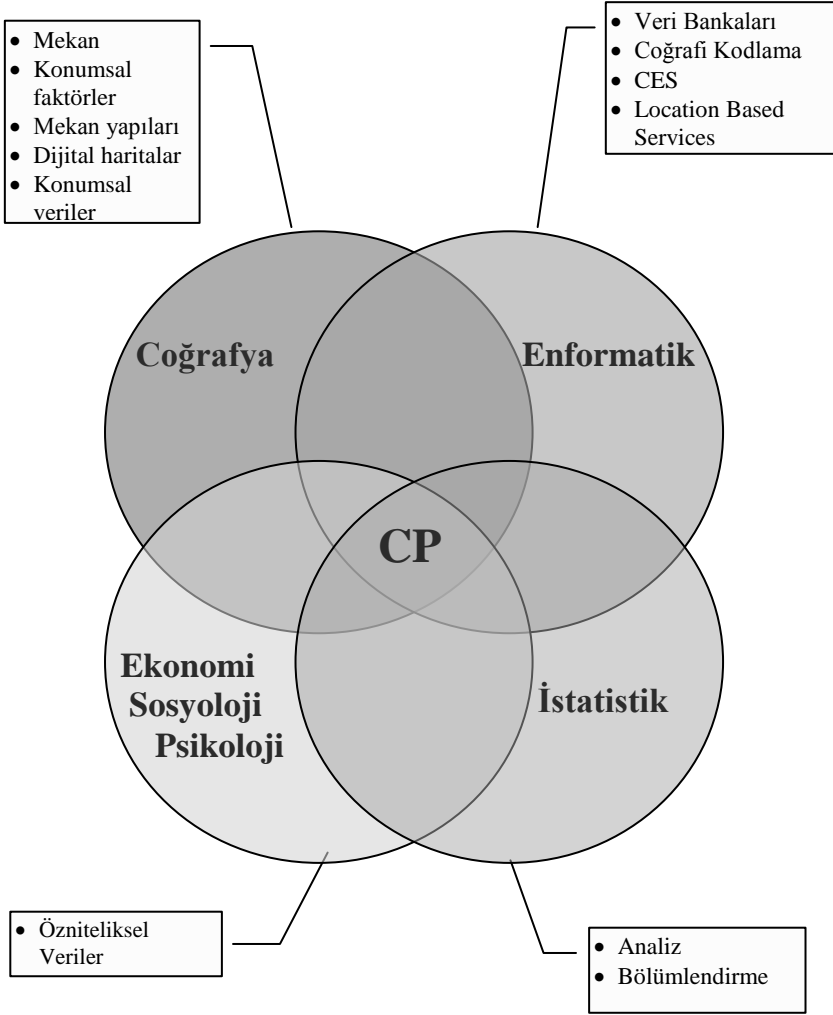 • Mekan
• Konumsal
faktörler
• Mekan yapıları
• Dijital haritalar
• Konumsal
veriler
• Veri Bankaları
• Coğrafi Kodlama
• CES
• Location Based
Services
Coğrafya
Enformatik
CP
Ekonomi
Sosyoloji
Psikoloji
İstatistik
• Özniteliksel
Veriler
• Analiz
• Bölümlendirme